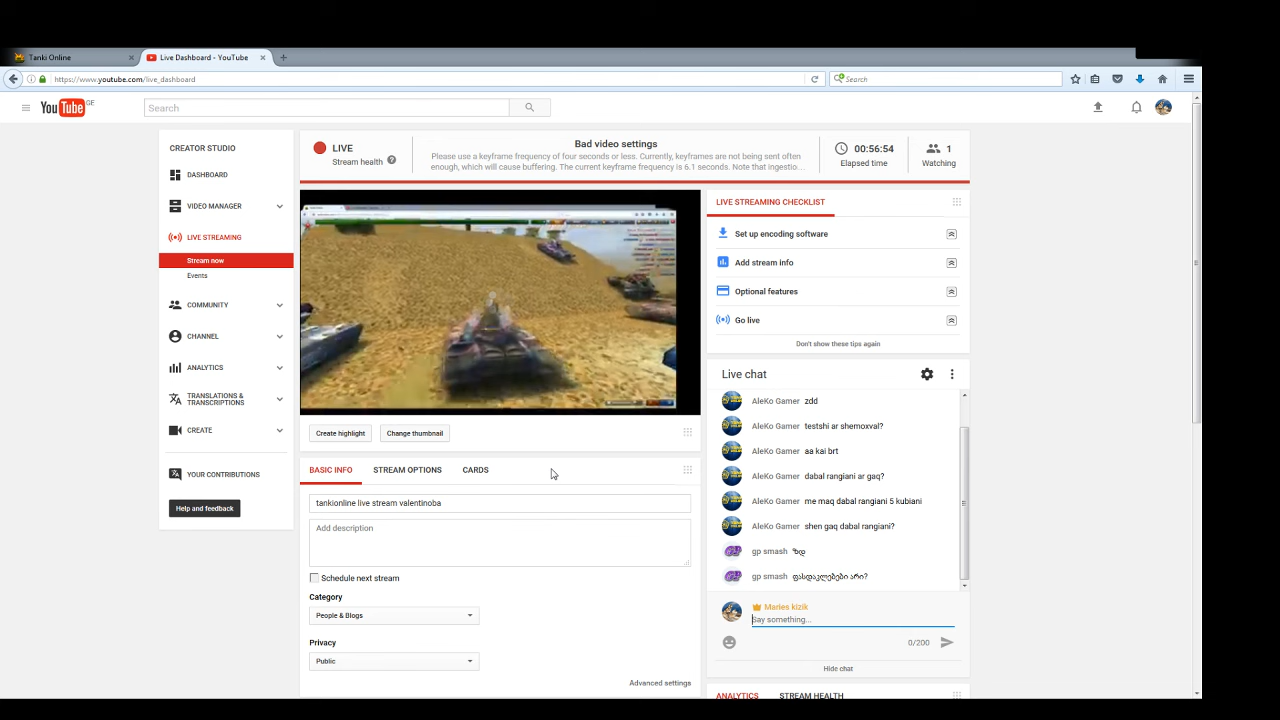 Tanki Online
Live Dashboard - YouTube
https://www.youtube.com/live_dashboard
Search
YouTube GE
Search
CREATOR STUDIO
DASHBOARD
VIDEO MANAGER
LIVE STREAMING
Stream now
Events
COMMUNITY
CHANNEL
ANALYTICS
TRANSLATIONS &
TRANSCRIPTIONS
CREATE
YOUR CONTRIBUTIONS
Help and feedback
LIVE
Stream health
Bad video settings
Please use a keyframe frequency of four seconds or less. Currently, keyframes are not being sent often
enough, which will cause buffering. The current keyframe frequency is 6.1 seconds. Note that ingestio...
00:56:54
Elapsed time
1
Watching
Create highlight
Change thumbnail
BASIC INFO
STREAM OPTIONS
CARDS
tankionline live stream valentinoba
Add description
Schedule next stream
Category
People & Blogs
Privacy
Public
Advanced settings
LIVE STREAMING CHECKLIST
Set up encoding software
Add stream info
Optional features
Go live
Don't show these tips again
Live chat
AleKo Gamer zdd
AleKo Gamer testshi ar shemoxval?
AleKo Gamer aa kai brt
AleKo Gamer dabal rangiani ar gaq?
AleKo Gamer me maq dabal rangiani 5 kubiani
AleKo Gamer shen gaq dabal rangiani?
gp smash ზდ
gp smash ფასდაკლებები არი?
Maries kizik
Say something...
0/200
Hide chat
ANALYTICS
STREAM HEALTH